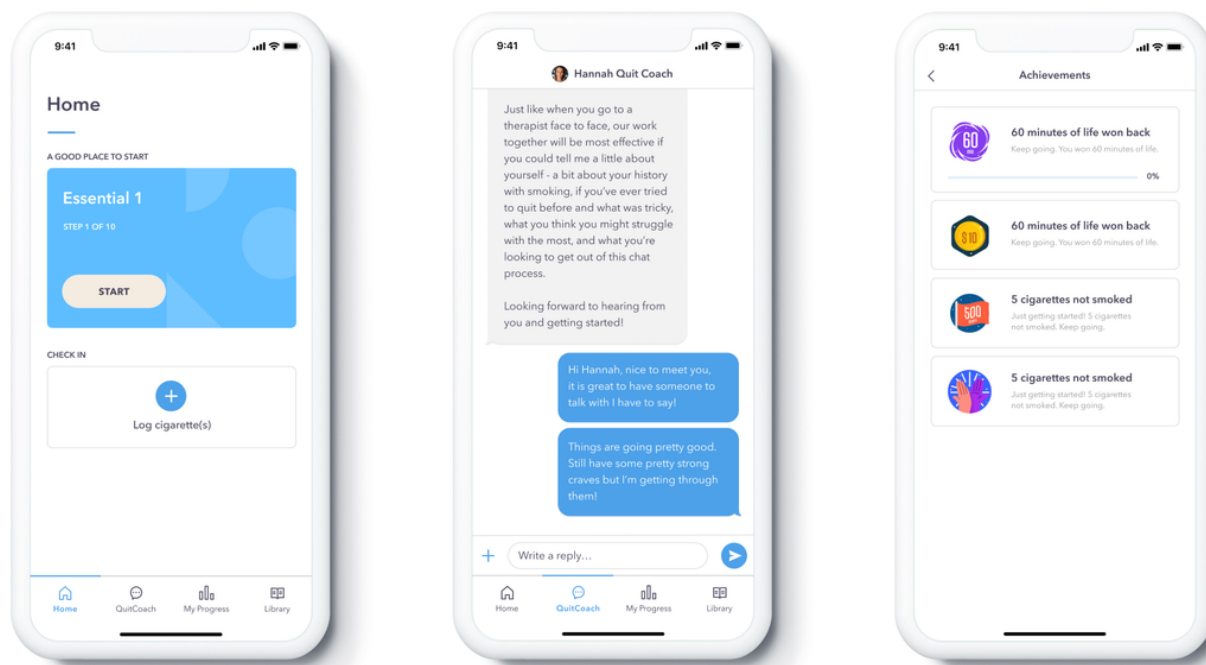 9:41
Home
A GOOD PLACE TO START
Essential 1
STEP 1 OF 10
START
CHECK IN
+
Log cigarette(s)
Home
QuitCoach
My Progress
Library
9:41
Hannah Quit Coach
Just like when you go to a
therapist face to face, our work
together will be most effective if
you could tell me a little about
yourself - a bit about your history
with smoking, if you've ever tried
to quit before and what was tricky,
what you think you might struggle
with the most, and what you're
looking to get out of this chat
process.
Looking forward to hearing from
you and getting started!
Hi Hannah, nice to meet you,
it is great to have someone to
talk with I have to say!
Things are going pretty good.
Still have some pretty strong
craves but I'm getting through
them!
+
Write a reply...
Home
QuitCoach
My Progress
Library
9:41
Achievements
60
60 minutes of life won back
Keep going. You won 60 minutes of life.
0%
$10
60 minutes of life won back
Keep going. You won 60 minutes of life.
500
5 cigarettes not smoked
Just getting started! 5 cigarettes
not smoked. Keep going.
5 cigarettes not smoked
Just getting started! 5 cigarettes
not smoked. Keep going.